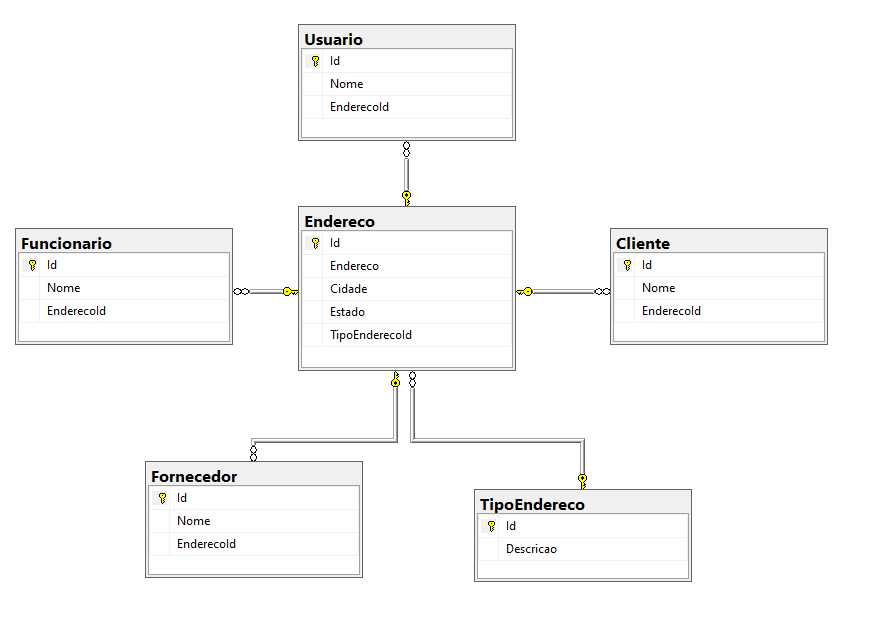 Usuario
Id
Nome
EnderecoId
Endereco
Id
Endereco
Cidade
Estado
TipoEnderecoId
Funcionario
Id
Nome
EnderecoId
Cliente
Id
Nome
EnderecoId
Fornecedor
Id
Nome
EnderecoId
TipoEndereco
Id
Descricao